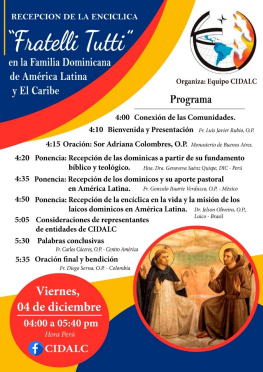 RECEPCION DE LA ENCICLICA
"Fratelli Tutti"
en la Familia Dominicana
de América Latina
y El Caribe
Organiza: Equipo CIDALC
Programa
4:00 Conexión de las Comunidades.
4:10 Bienvenida y Presentación Fr. Luis Javier Rubio, O.P.
4:15 Oración: Sor Adriana Colombres, O.P. Monasterio de Buenos Aires.
4:20 Ponencia: Recepción de las dominicas a partir de su fundamento
bíblico y teológico. Hna. Dra. Gerawera Suárez Quispe, DIC - Perú
4:35 Ponencia: Recepción de los dominicos y su aporte pastoral
en América Latina. Fr. Gonzalo Ituarte Verduzco, O.P. - México
4:50 Ponencia: Recepción de la encíclica en la vida y la misión de los
laicos dominicos en América Latina. Dr. Jelson Oliveira, O.P.,
Laico - Brasil
5:05 Consideraciones de representantes
de entidades de CIDALC
5:30 Palabras conclusivas
Fr. Carlos Cáceres, O.P. - Centro América
5:35 Oración final y bendición
Fr. Diego Serna, O.P. - Colombia
Viernes,
04 de diciembre
04:00 a 05:40 pm
Hora Perú
CIDALC